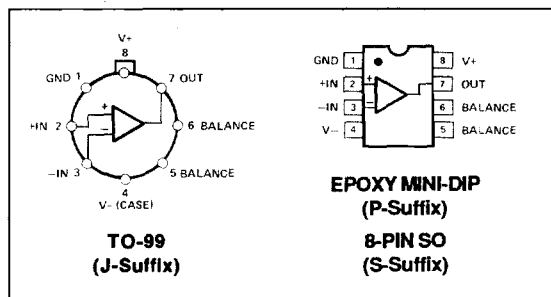 V+
8
GND 1
7 OUT
+IN 2
+
−
6 BALANCE
−IN 3
5 BALANCE
4
V− (CASE)
TO-99
(J-Suffix)
GND 1 8 V+
+IN 2 + 7 OUT
−IN 3 − 6 BALANCE
V− 4 5 BALANCE
EPOXY MINI-DIP
(P-Suffix)
8-PIN SO
(S-Suffix)